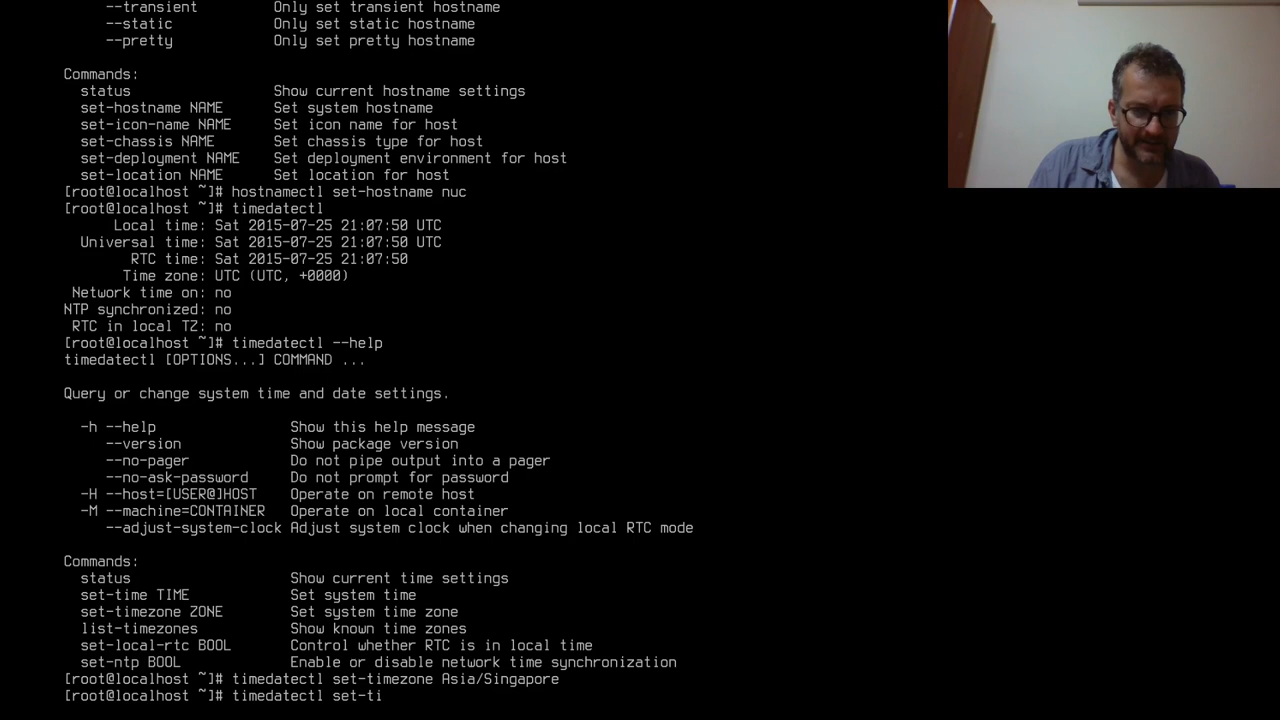 --transient Only set transient hostname
--static Only set static hostname
--pretty Only set pretty hostname
Commands:
status Show current hostname settings
set-hostname NAME Set system hostname
set-icon-name NAME Set icon name for host
set-chassis NAME Set chassis type for host
set-deployment NAME Set deployment environment for host
set-location NAME Set location for host
[root@localhost ~]# hostnamectl set-hostname nuc
[root@localhost ~]# timedatectl
Local time: Sat 2015-07-25 21:07:50 UTC
Universal time: Sat 2015-07-25 21:07:50 UTC
RTC time: Sat 2015-07-25 21:07:50
Time zone: UTC (UTC, +0000)
Network time on: no
NTP synchronized: no
RTC in local TZ: no
[root@localhost ~]# timedatectl --help
timedatectl [OPTIONS...] COMMAND ...
Query or change system time and date settings.
-h --help Show this help message
--version Show package version
--no-pager Do not pipe output into a pager
--no-ask-password Do not prompt for password
-H --host=[USER@]HOST Operate on remote host
-M --machine=CONTAINER Operate on local container
--adjust-system-clock Adjust system clock when changing local RTC mode
Commands:
status Show current time settings
set-time TIME Set system time
set-timezone ZONE Set system time zone
list-timezones Show known time zones
set-local-rtc BOOL Control whether RTC is in local time
set-ntp BOOL Enable or disable network time synchronization
[root@localhost ~]# timedatectl set-timezone Asia/Singapore
[root@localhost ~]# timedatectl set-ti